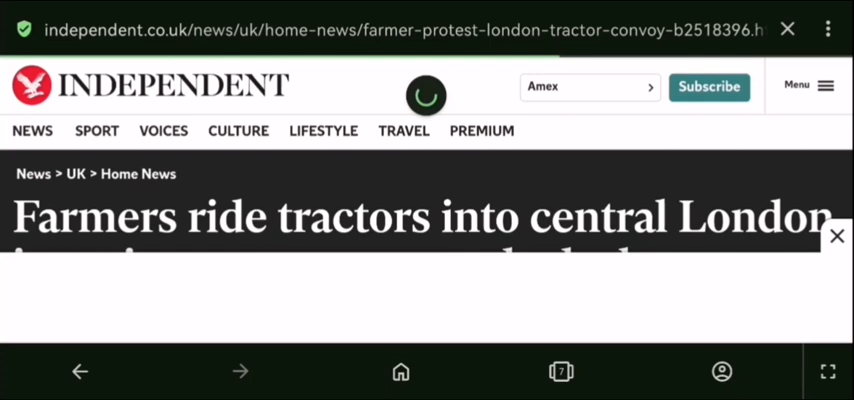 independent.co.uk/news/uk/home-news/farmer-protest-london-tractor-convoy-b2518396.h
INDEPENDENT
Amex
Subscribe
Menu
NEWS SPORT VOICES CULTURE LIFESTYLE TRAVEL PREMIUM
News > UK > Home News
Farmers ride tractors into central London
7